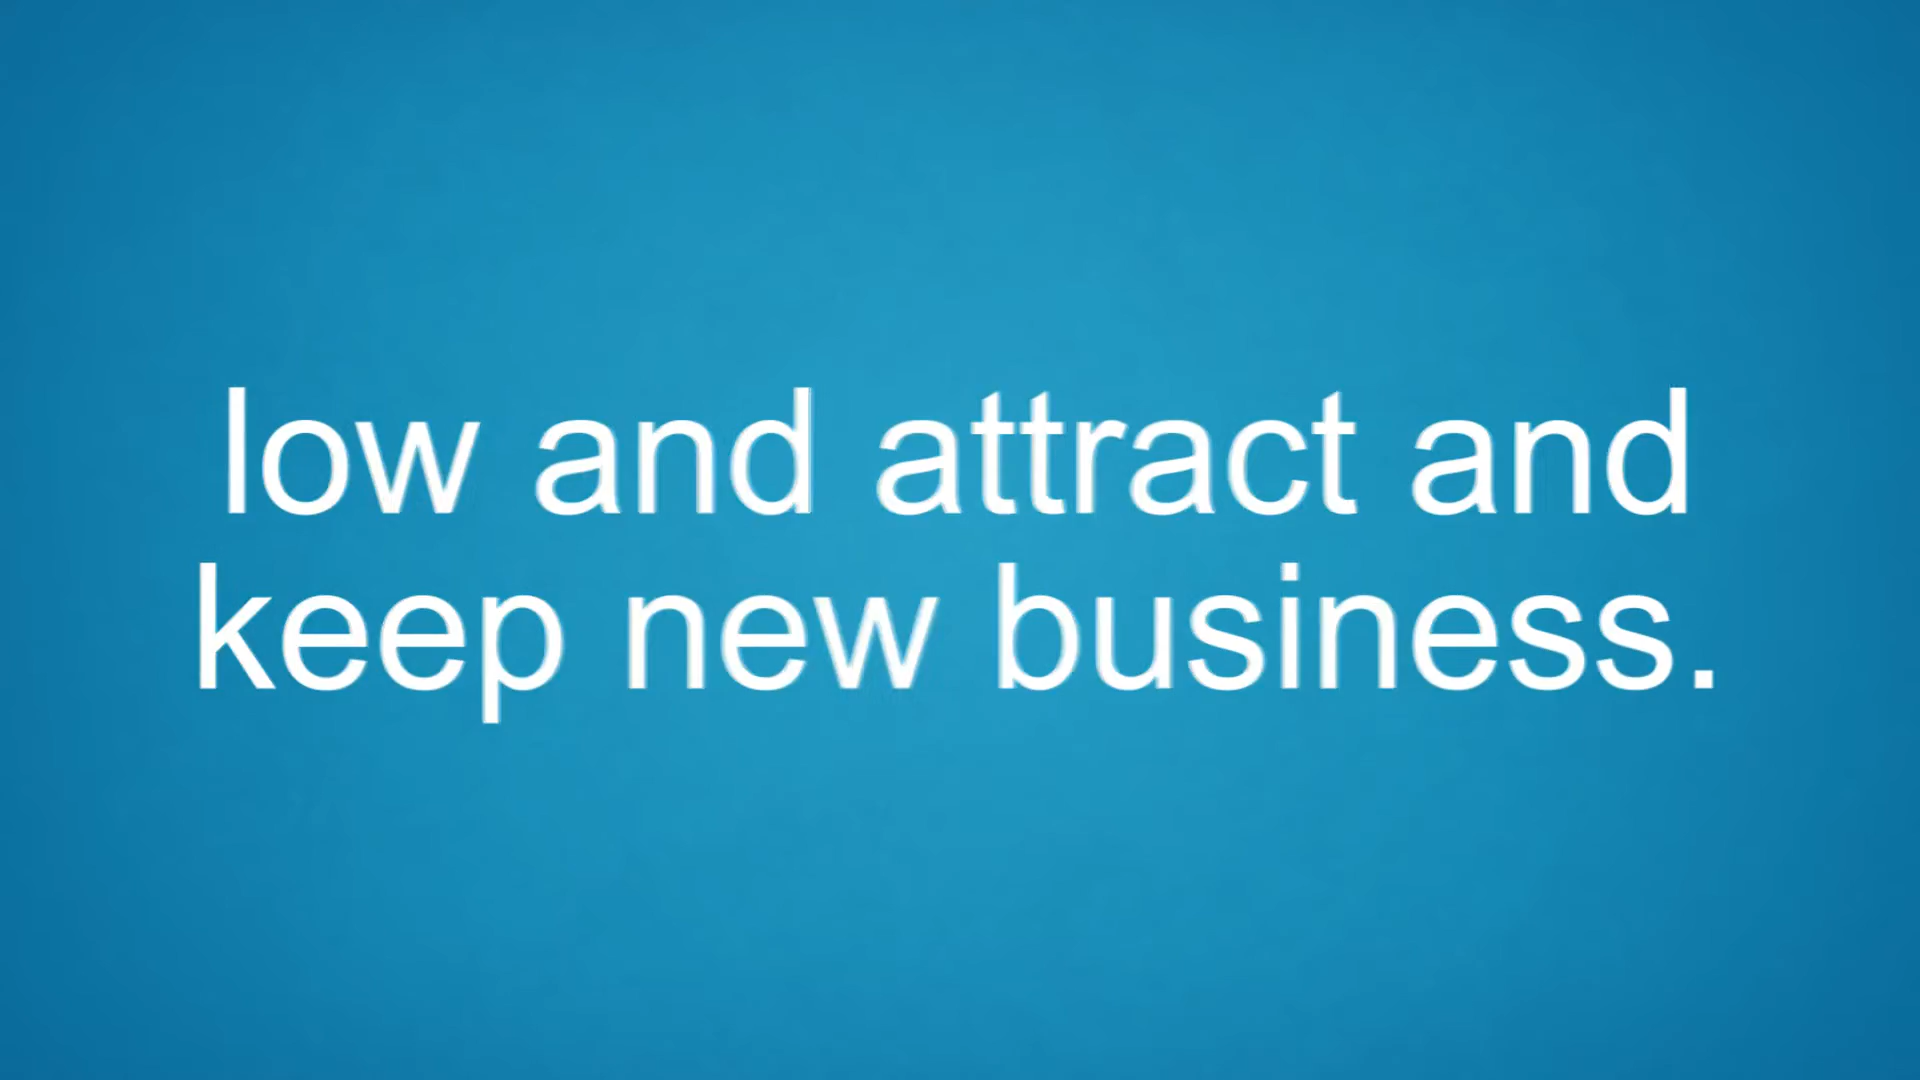 low and attract and
keep new business.